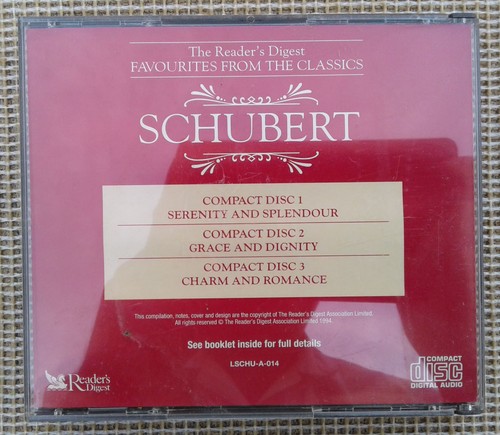 The Reader's Digest
FAVOURITES FROM THE CLASSICS
SCHUBERT
COMPACT DISC 1
SERENITY AND SPLENDOUR
COMPACT DISC 2
GRACE AND DIGNITY
COMPACT DISC 3
CHARM AND ROMANCE
This compilation, notes, cover and design are the copyright of The Reader's Digest Association Limited.
All rights reserved © The Reader's Digest Association Limited 1994.
See booklet inside for full details
LSCHU-A-014
Reader's
Digest
COMPACT
disc
DIGITAL AUDIO